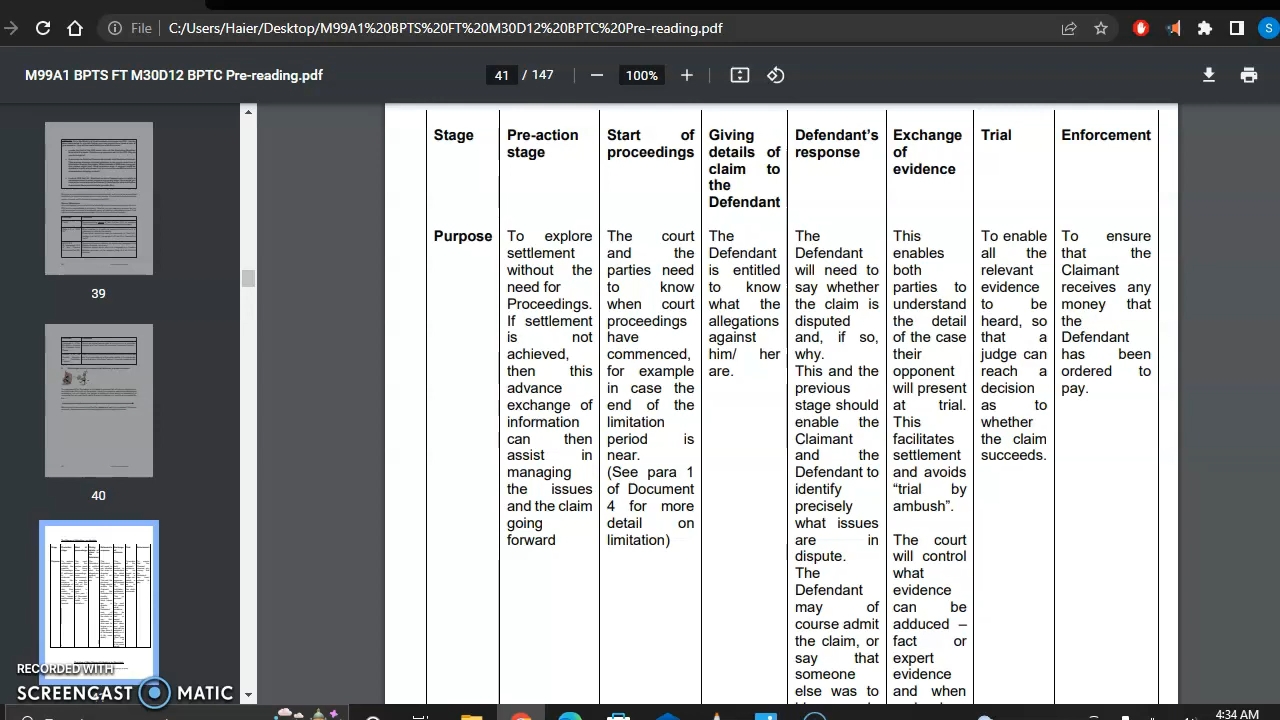 File C:/Users/Haier/Desktop/M99A1%20BPTS%20FT%20M30D12%20BPTC%20Pre-reading.pdf
S
M99A1 BPTS FT M30D12 BPTC Pre-reading.pdf
41 / 147
100%
39
40
Stage
Purpose
Pre-action
stage
To explore
settlement
without the
need for
Proceedings.
If settlement
is not
achieved,
then this
advance
exchange of
information
can then
assist in
managing
the issues
and the claim
going
forward
Start of
proceedings
The court
and the
parties need
to know
when court
proceedings
have
commenced,
for example
in case the
end of the
limitation
period is
near.
(See para 1
of Document
4 for more
detail on
limitation)
Giving
details of
claim to
the
Defendant
The
Defendant
is entitled
to know
what the
allegations
against
him/ her
are.
Defendant's
response
The
Defendant
will need to
say whether
the claim is
disputed
and, if so,
why.
This and the
previous
stage should
enable the
Claimant
and the
Defendant to
identify
precisely
what issues
are in
dispute.
The
Defendant
may of
course admit
the claim, or
say that
someone
else was to
Exchange
of
evidence
This
enables
both
parties to
understand
the detail
of the case
their
opponent
will present
at trial.
This
facilitates
settlement
and avoids
“trial by
ambush”.
The court
will control
what
evidence
can be
adduced –
fact or
expert
evidence
and when
Trial
To enable
all the
relevant
evidence
to be
heard, so
that a
judge can
reach a
decision
as to
whether
the claim
succeeds.
Enforcement
To ensure
that the
Claimant
receives any
money that
the
Defendant
has been
ordered to
pay.
RECORDED WITH
SCREENCAST MATIC
4:34 AM